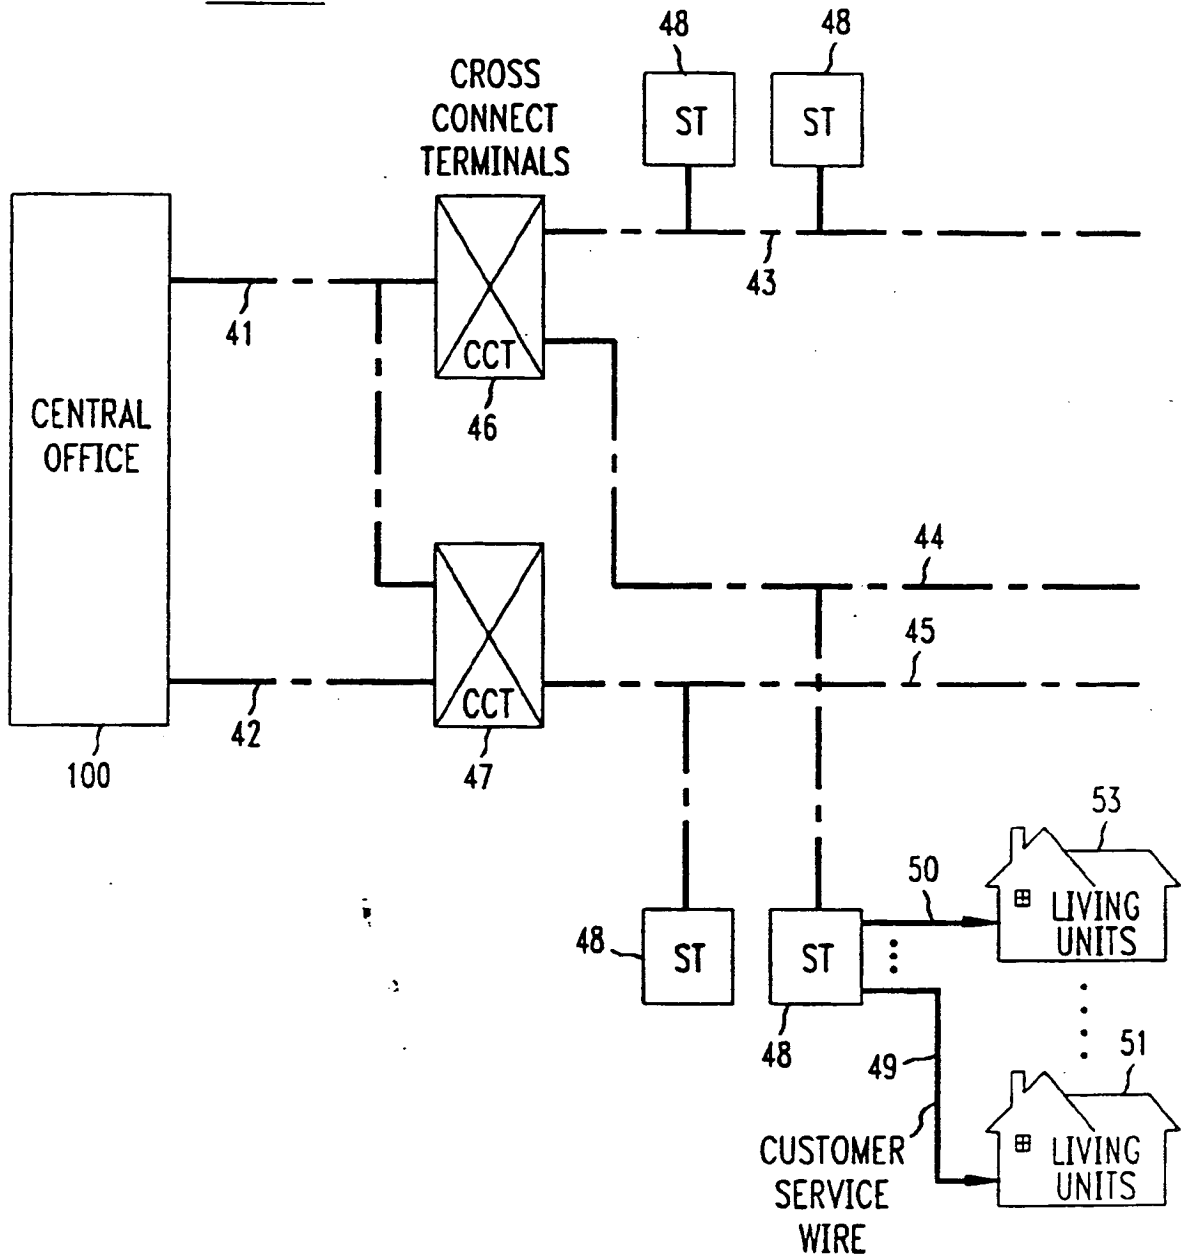 48
48
CROSS
CONNECT
TERMINALS
ST
ST
41
43
CCT
46
CENTRAL
OFFICE
44
45
CCT
42
47
100
53
50
LIVING
UNITS
48
ST
ST
48
49
51
CUSTOMER
SERVICE
WIRE
LIVING
UNITS